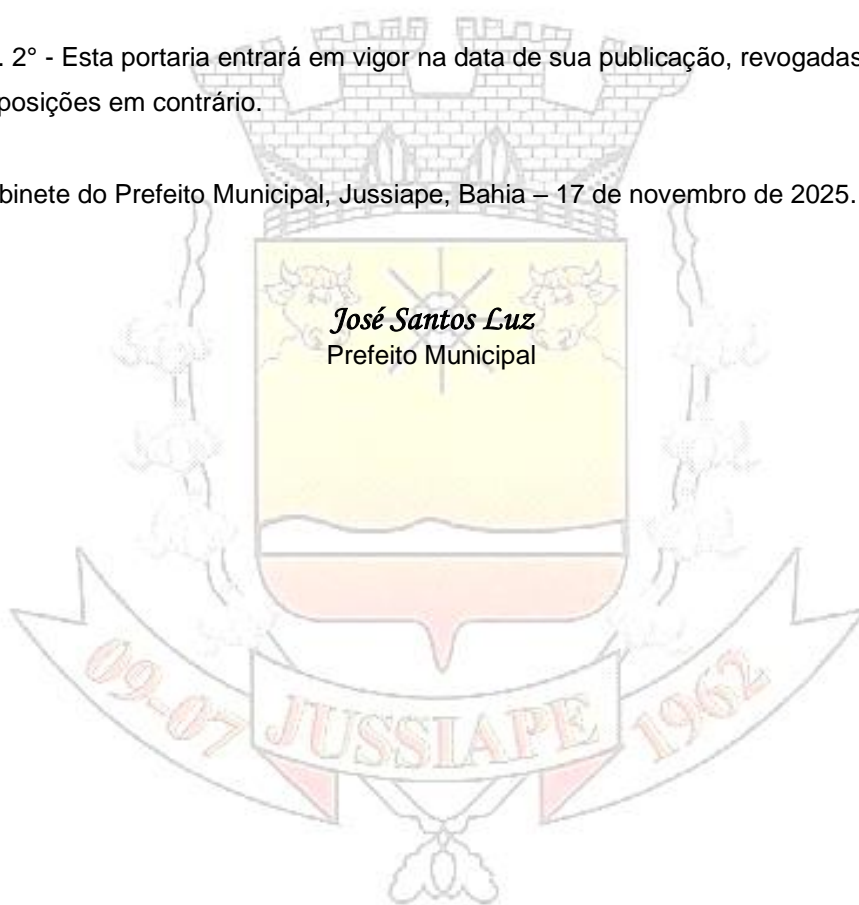 . 2° - Esta portaria entrará em vigor na data de sua publicação, revogadas
posições em contrário.
binete do Prefeito Municipal, Jussiape, Bahia – 17 de novembro de 2025.
José Santos Luz
Prefeito Municipal
09-07 JUSSIAPE 1962